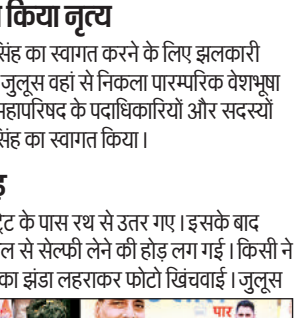 किया नृत्य
सिंह का स्वागत करने के लिए झलकारी
जुलूस वहां से निकला पारम्परिक वेशभूषा
महापरिषद के पदाधिकारियों और सदस्यों
सिंह का स्वागत किया।
के पास रथ से उतर गए। इसके बाद
से सेल्फी लेने की होड़ लग गई। किसी ने
का झंडा लहराकर फोटो खिंचवाई। जुलूस
पार